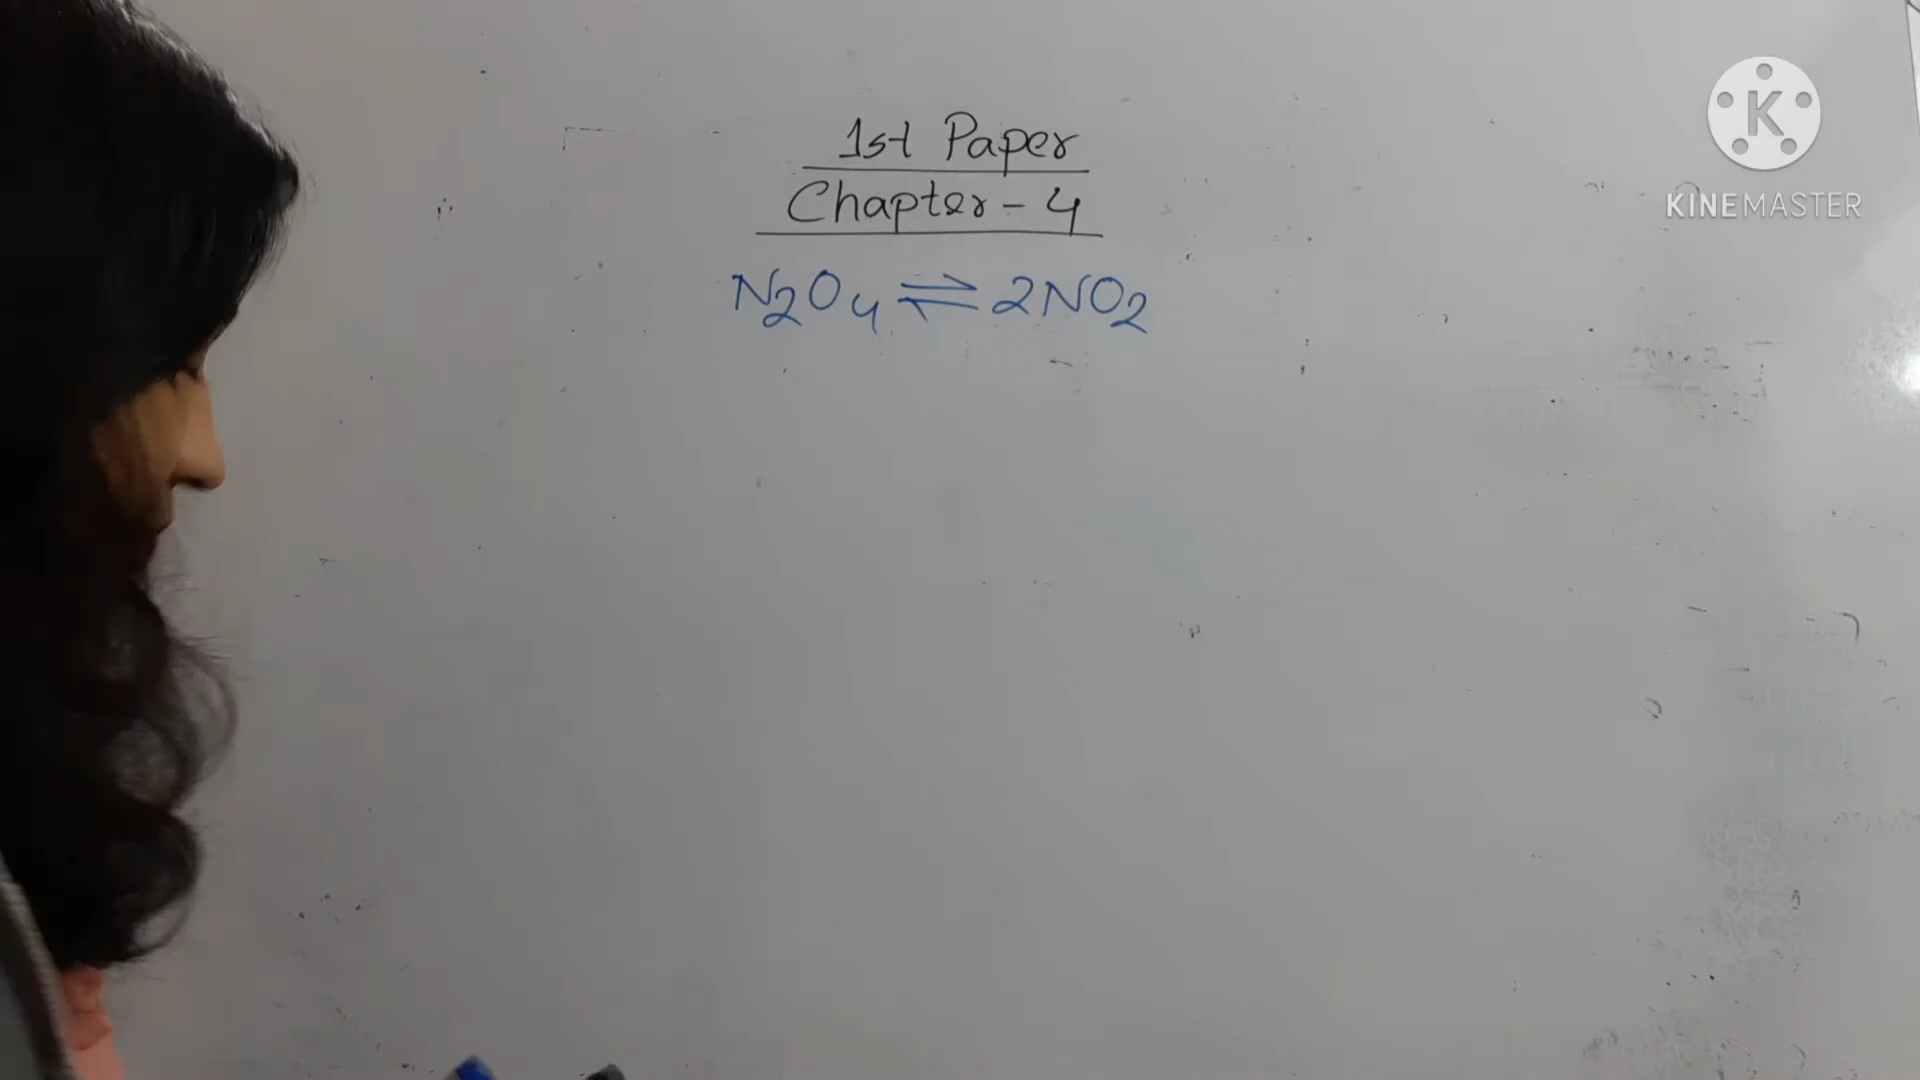 1st Paper
Chapter - 4
N₂O₄ ⇌ 2NO₂
K
KINEMASTER